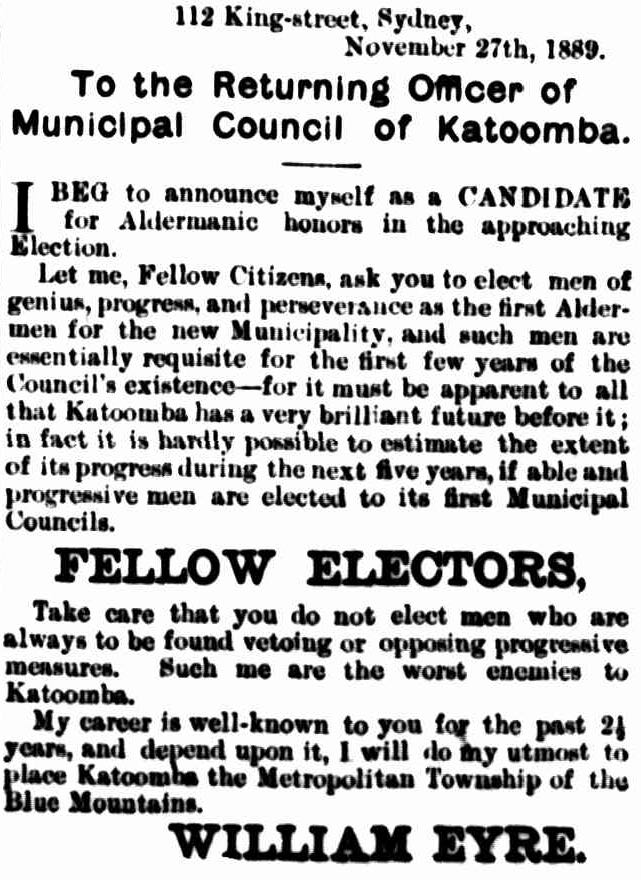 112 King-street, Sydney,
November 27th, 1889.
To the Returning Officer of
Municipal Council of Katoomba.
I BEG to announce myself as a CANDIDATE
for Aldermanic honors in the approaching
Election.
Let me, Fellow Citizens, ask you to elect men of
genius, progress, and perseverance as the first Alder-
men for the new Municipality, and such men are
essentially requisite for the first few years of the
Council's existence—for it must be apparent to all
that Katoomba has a very brilliant future before it;
in fact it is hardly possible to estimate the extent
of its progress during the next five years, if able and
progressive men are elected to its first Municipal
Councils.
FELLOW ELECTORS,
Take care that you do not elect men who are
always to be found vetoing or opposing progressive
measures. Such me are the worst enemies to
Katoomba.
My career is well-known to you for the past 2½
years, and depend upon it, I will do my utmost to
place Katoomba the Metropolitan Township of the
Blue Mountains.
WILLIAM EYRE.